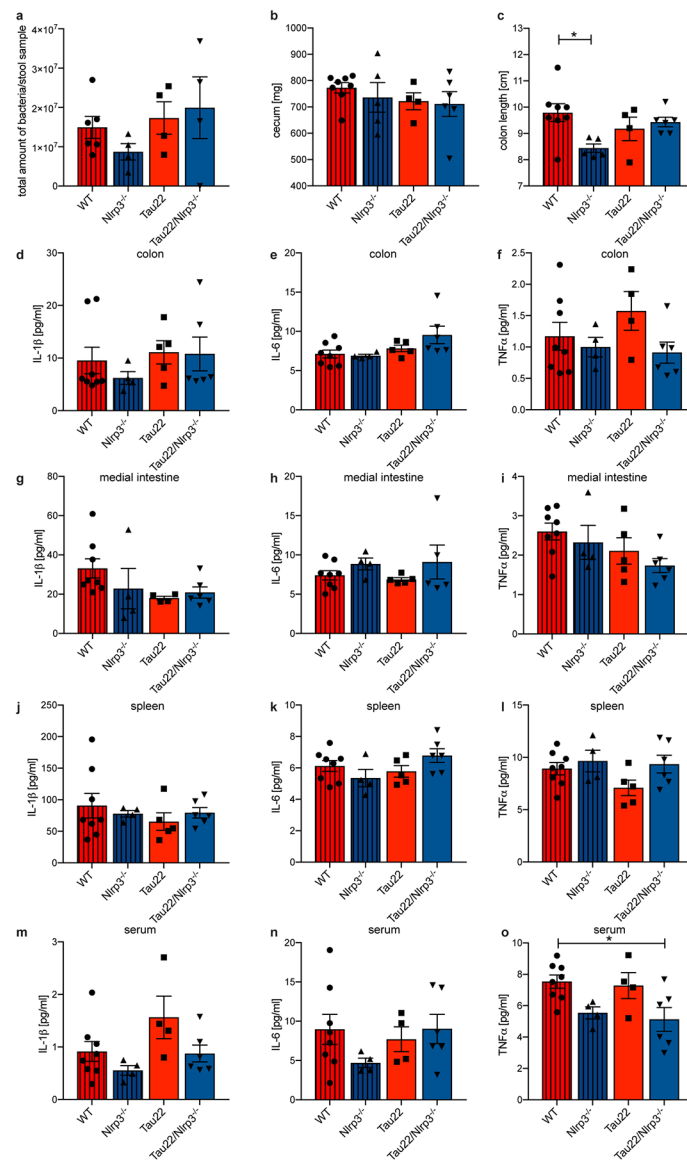 a
total amount of bacteria/stool sample
4×10⁷
3×10⁷
2×10⁷
1×10⁷
0
WT
Nlrp3⁻/⁻
Tau22
Tau22/Nlrp3⁻/⁻
b
cecum [mg]
1000
900
800
700
600
500
400
WT
Nlrp3⁻/⁻
Tau22
Tau22/Nlrp3⁻/⁻
c
colon length [cm]
13
12
11
10
9
8
7
*
WT
Nlrp3⁻/⁻
Tau22
Tau22/Nlrp3⁻/⁻
d
colon
IL-1β [pg/ml]
30
20
10
0
WT
Nlrp3⁻/⁻
Tau22
Tau22/Nlrp3⁻/⁻
e
colon
IL-6 [pg/ml]
20
15
10
5
0
WT
Nlrp3⁻/⁻
Tau22
Tau22/Nlrp3⁻/⁻
f
colon
TNFα [pg/ml]
2.5
2.0
1.5
1.0
0.5
0.0
WT
Nlrp3⁻/⁻
Tau22
Tau22/Nlrp3⁻/⁻
g
medial intestine
IL-1β [pg/ml]
80
60
40
20
0
WT
Nlrp3⁻/⁻
Tau22
Tau22/Nlrp3⁻/⁻
h
medial intestine
IL-6 [pg/ml]
20
15
10
5
0
WT
Nlrp3⁻/⁻
Tau22
Tau22/Nlrp3⁻/⁻
i
medial intestine
TNFα [pg/ml]
4
3
2
1
0
WT
Nlrp3⁻/⁻
Tau22
Tau22/Nlrp3⁻/⁻
j
spleen
IL-1β [pg/ml]
250
200
150
100
50
0
WT
Nlrp3⁻/⁻
Tau22
Tau22/Nlrp3⁻/⁻
k
spleen
IL-6 [pg/ml]
10
8
6
4
2
0
WT
Nlrp3⁻/⁻
Tau22
Tau22/Nlrp3⁻/⁻
l
spleen
TNFα [pg/ml]
15
10
5
0
WT
Nlrp3⁻/⁻
Tau22
Tau22/Nlrp3⁻/⁻
m
serum
IL-1β [pg/ml]
3
2
1
0
WT
Nlrp3⁻/⁻
Tau22
Tau22/Nlrp3⁻/⁻
n
serum
IL-6 [pg/ml]
20
15
10
5
0
WT
Nlrp3⁻/⁻
Tau22
Tau22/Nlrp3⁻/⁻
o
serum
TNFα [pg/ml]
10
8
6
4
2
0
*
WT
Nlrp3⁻/⁻
Tau22
Tau22/Nlrp3⁻/⁻